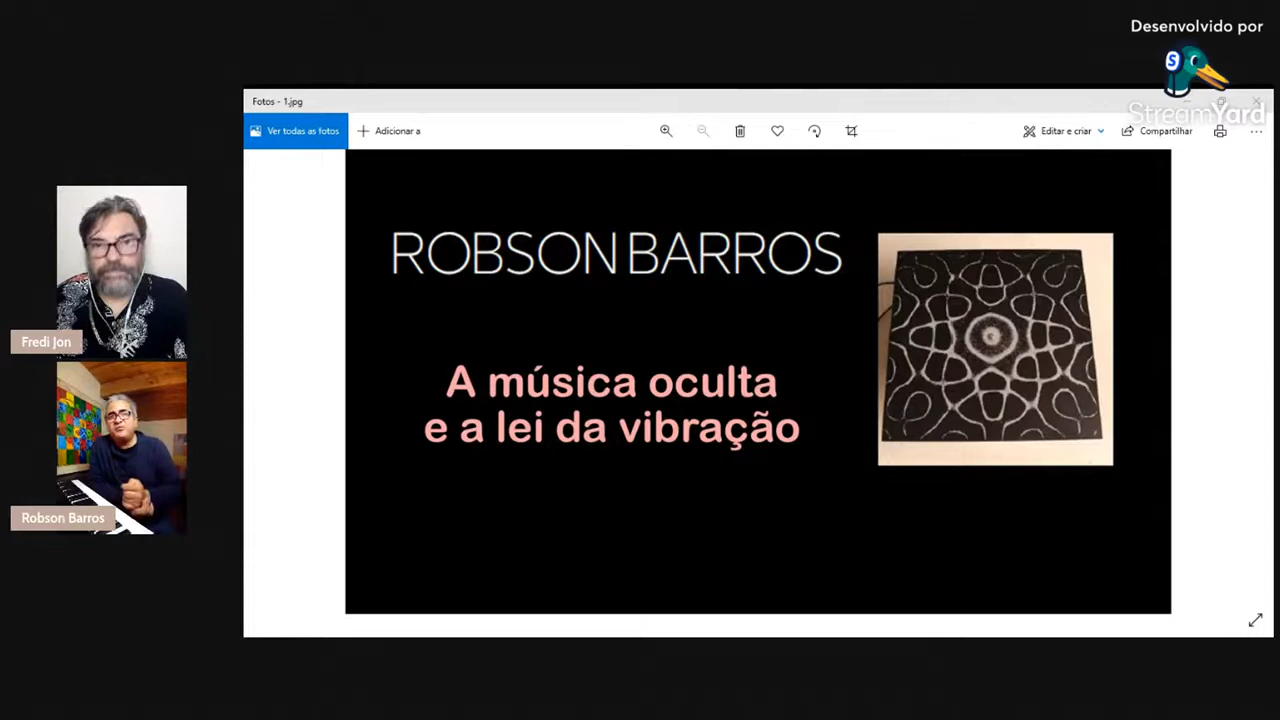 Desenvolvido por
S
StreamYard
Fotos - 1.jpg
Ver todas as fotos
Adicionar a
Editar e criar
Compartilhar
ROBSON BARROS
A música oculta
e a lei da vibração
Fredi Jon
Robson Barros